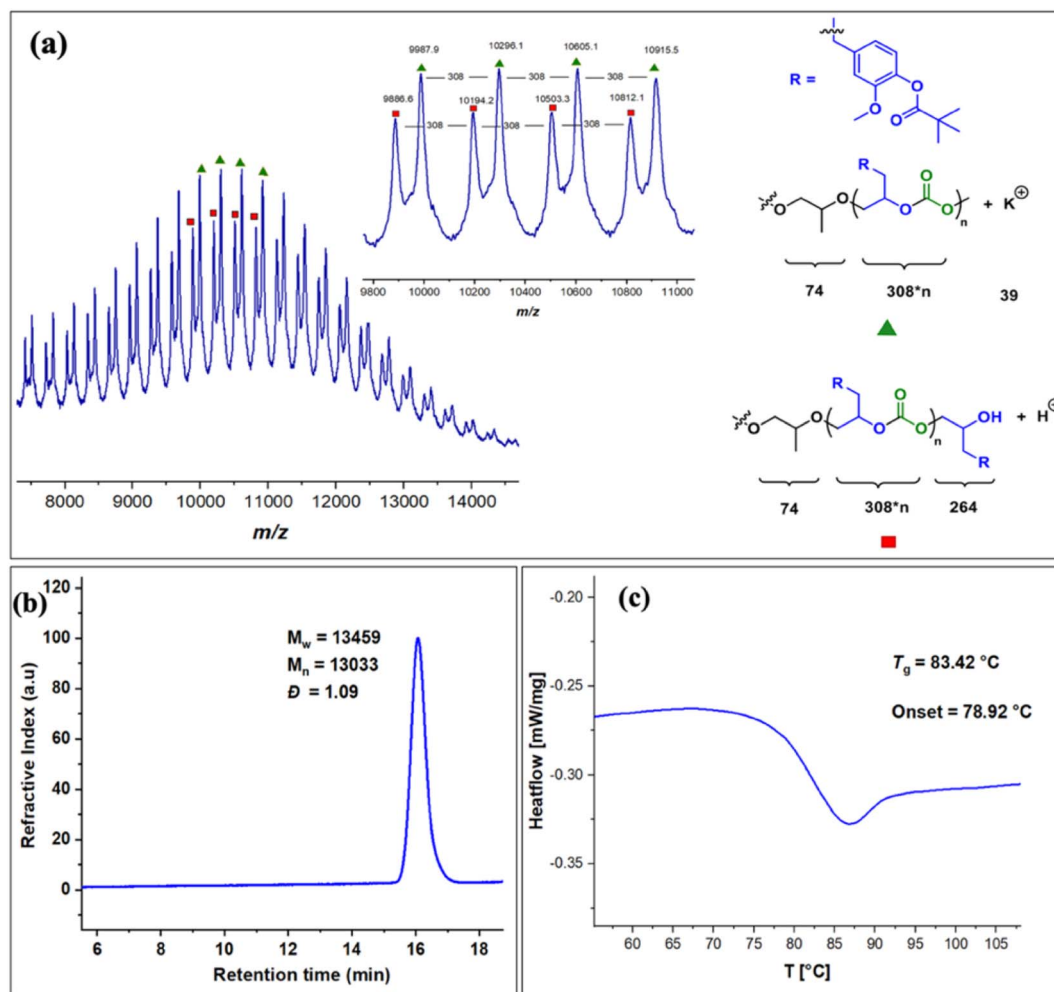 (a)
9987.9
10296.1
10605.1
10915.5
308
308
308
9886.6
10194.2
10503.3
10812.1
308
308
308
9800 10000 10200 10400 10600 10800 11000
m/z
8000 9000 10000 11000 12000 13000 14000
m/z
R =
O
O
O
R
O
O
O
O
O
n
+ K⊕
74
308*n
39
R
O
O
O
O
O
n
OH
R
+ H⊕
74
308*n
264
(b)
120
100
80
60
40
20
0
Refractive Index (a.u)
Mw = 13459
Mn = 13033
Đ = 1.09
6 8 10 12 14 16 18
Retention time (min)
(c)
-0.20
-0.25
-0.30
-0.35
Heatflow [mW/mg]
Tg = 83.42 °C
Onset = 78.92 °C
60 65 70 75 80 85 90 95 100 105
T [°C]